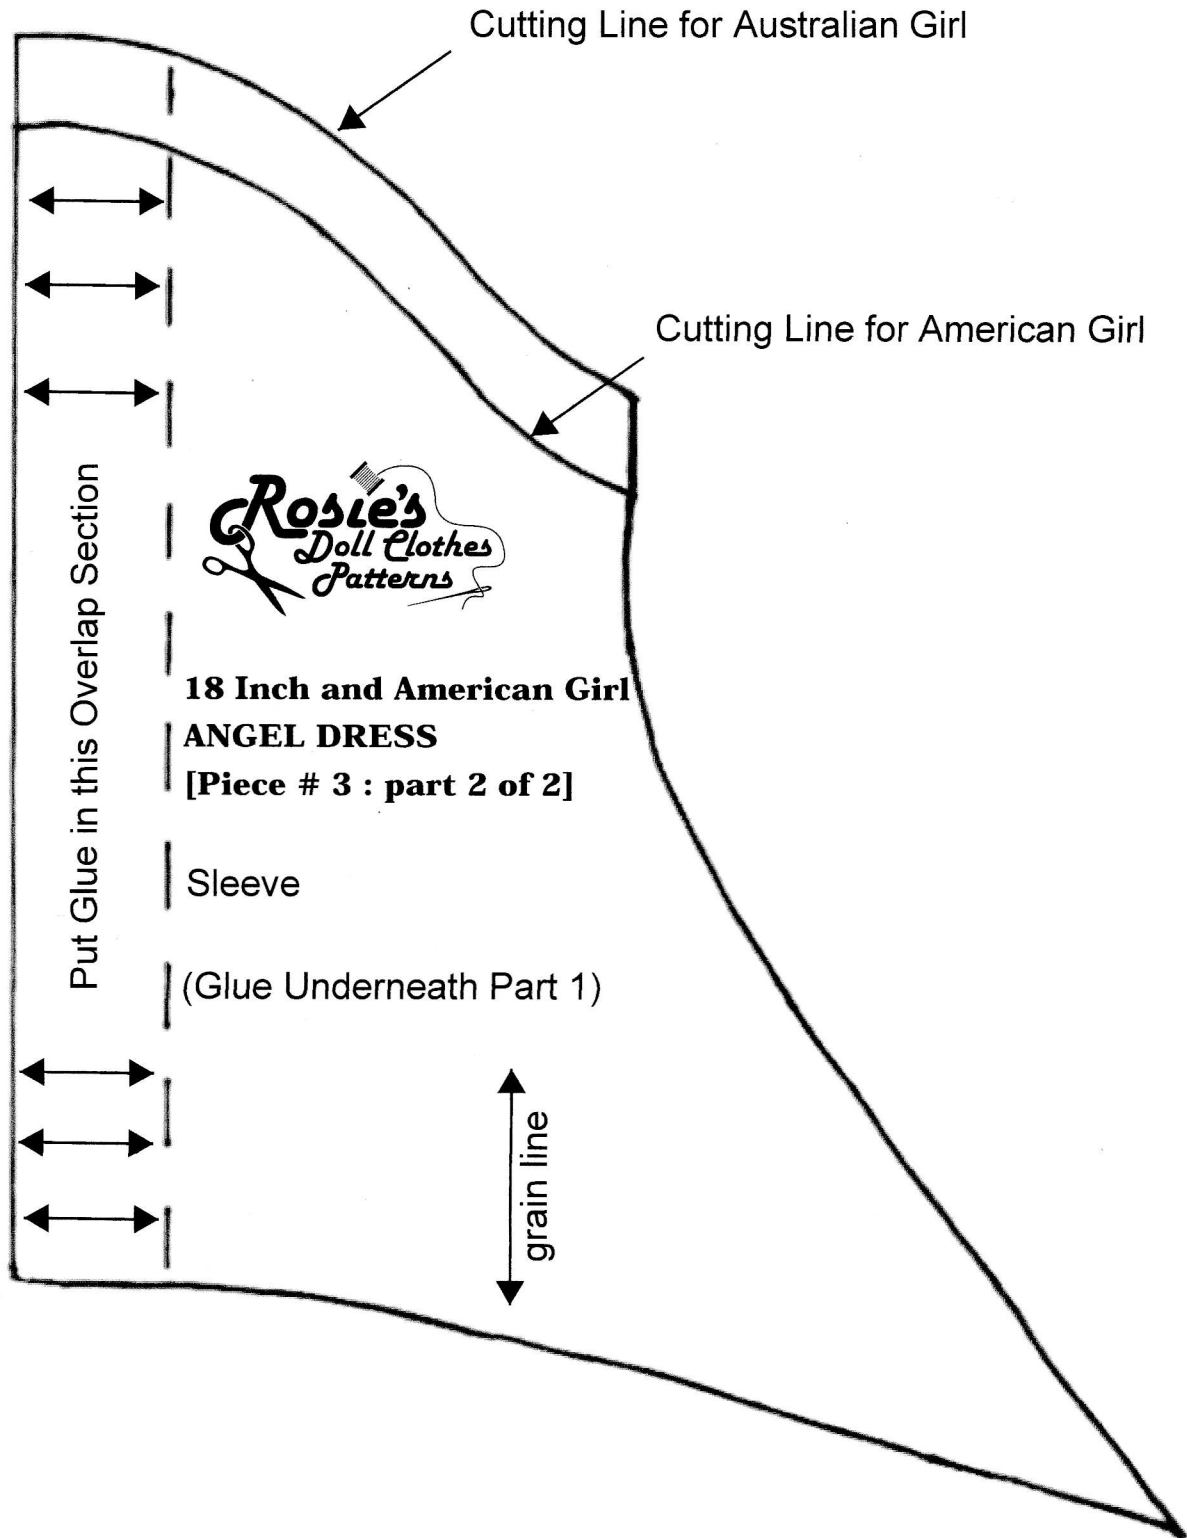 Cutting Line for Australian Girl
Cutting Line for American Girl
Put Glue in this Overlap Section
Rosie's
Doll Clothes
Patterns
18 Inch and American Girl
ANGEL DRESS
[Piece # 3 : part 2 of 2]
Sleeve
(Glue Underneath Part 1)
grain line